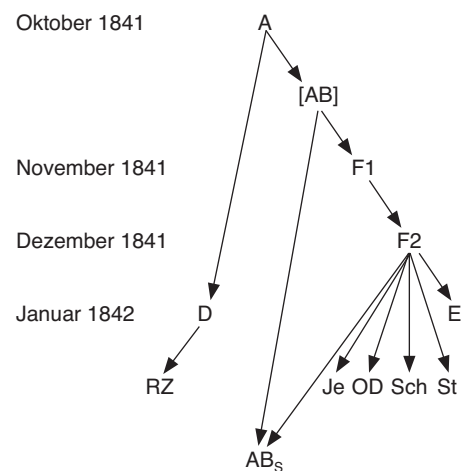 Oktober 1841 A
[AB]
November 1841 F1
Dezember 1841 F2
Januar 1842 D E
RZ Je OD Sch St
ABS